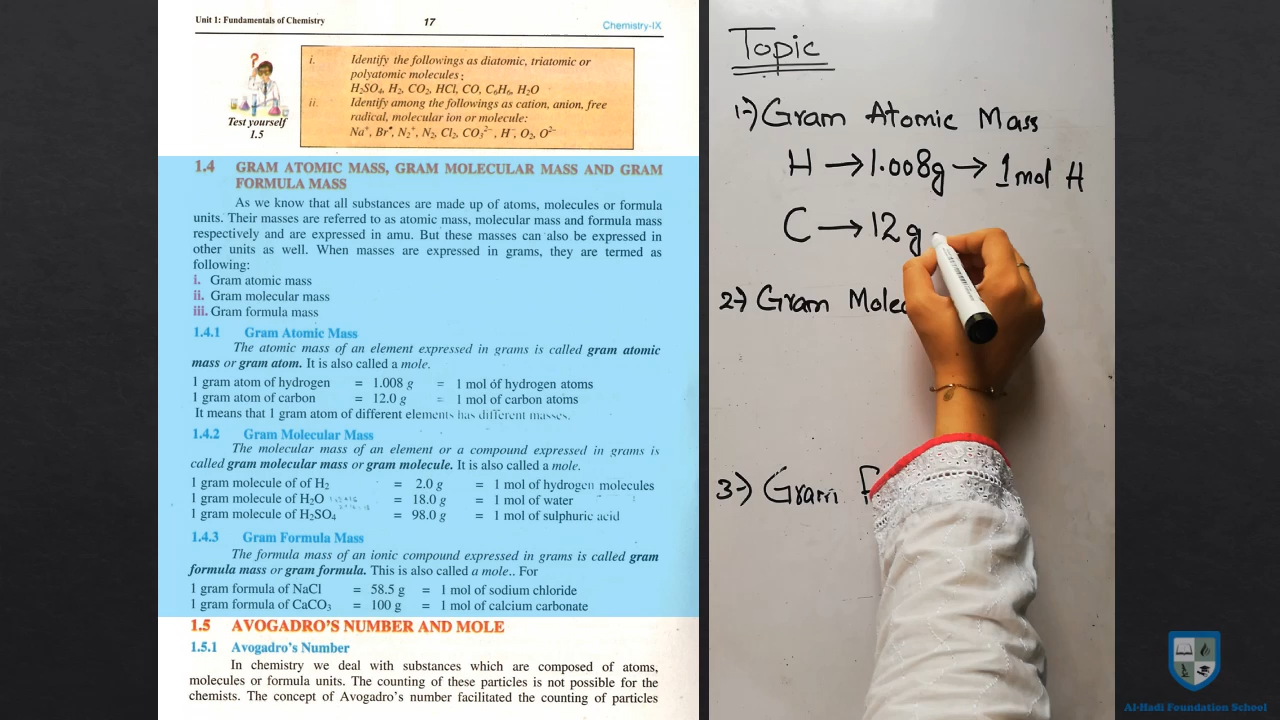 Unit 1: Fundamentals of Chemistry 17 Chemistry-IX
Test yourself
1.5
i. Identify the followings as diatomic, triatomic or
polyatomic molecules:
H₂SO₄, H₂, CO₂, HCl, CO, C₆H₆, H₂O
ii. Identify among the followings as cation, anion, free
radical, molecular ion or molecule:
Na⁺, Br•, N₂⁺, N₂, Cl₂, CO₃²⁻, H⁻, O₂, O²⁻
1.4 GRAM ATOMIC MASS, GRAM MOLECULAR MASS AND GRAM
FORMULA MASS
As we know that all substances are made up of atoms, molecules or formula
units. Their masses are referred to as atomic mass, molecular mass and formula mass
respectively and are expressed in amu. But these masses can also be expressed in
other units as well. When masses are expressed in grams, they are termed as
following:
i. Gram atomic mass
ii. Gram molecular mass
iii. Gram formula mass
1.4.1 Gram Atomic Mass
The atomic mass of an element expressed in grams is called gram atomic
mass or gram atom. It is also called a mole.
1 gram atom of hydrogen = 1.008 g = 1 mol of hydrogen atoms
1 gram atom of carbon = 12.0 g = 1 mol of carbon atoms
It means that 1 gram atom of different elements has different masses.
1.4.2 Gram Molecular Mass
The molecular mass of an element or a compound expressed in grams is
called gram molecular mass or gram molecule. It is also called a mole.
1 gram molecule of of H₂ = 2.0 g = 1 mol of hydrogen molecules
1 gram molecule of H₂O = 18.0 g = 1 mol of water
1 gram molecule of H₂SO₄ = 98.0 g = 1 mol of sulphuric acid
1.4.3 Gram Formula Mass
The formula mass of an ionic compound expressed in grams is called gram
formula mass or gram formula. This is also called a mole.. For
1 gram formula of NaCl = 58.5 g = 1 mol of sodium chloride
1 gram formula of CaCO₃ = 100 g = 1 mol of calcium carbonate
1.5 AVOGADRO'S NUMBER AND MOLE
1.5.1 Avogadro's Number
In chemistry we deal with substances which are composed of atoms,
molecules or formula units. The counting of these particles is not possible for the
chemists. The concept of Avogadro's number facilitated the counting of particles
Topic
1-) Gram Atomic Mass
H → 1.008g → 1 mol H
C → 12g
2-) Gram Molec
3-) Gram F
Al-Hadi Foundation School